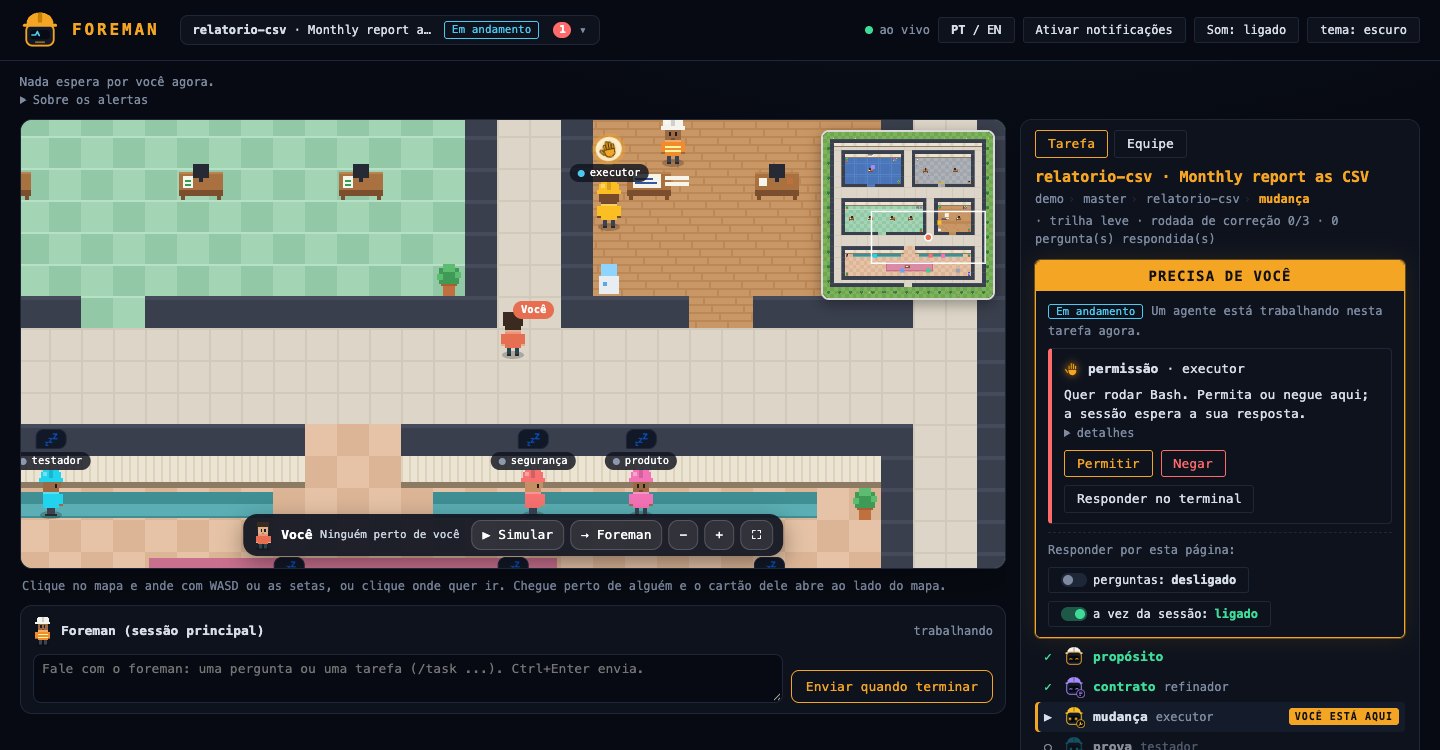 FOREMAN
relatorio-csv · Monthly report a… Em andamento 1 ▾
ao vivo
PT / EN
Ativar notificações
Som: ligado
tema: escuro
Nada espera por você agora.
▶ Sobre os alertas
executor
Você
testador
segurança
produto
Você Ninguém perto de você
▶ Simular
→ Foreman
−
+
Clique no mapa e ande com WASD ou as setas, ou clique onde quer ir. Chegue perto de alguém e o cartão dele abre ao lado do mapa.
Foreman (sessão principal)
trabalhando
Fale com o foreman: uma pergunta ou uma tarefa (/task ...). Ctrl+Enter envia.
Enviar quando terminar
Tarefa
Equipe
relatorio-csv · Monthly report as CSV
demo › master › relatorio-csv › mudança
· trilha leve · rodada de correção 0/3 · 0
pergunta(s) respondida(s)
PRECISA DE VOCÊ
Em andamento Um agente está trabalhando nesta
tarefa agora.
permissão · executor
Quer rodar Bash. Permita ou negue aqui;
a sessão espera a sua resposta.
▶ detalhes
Permitir
Negar
Responder no terminal
Responder por esta página:
perguntas: desligado
a vez da sessão: ligado
✓ propósito
✓ contrato refinador
▶ mudança executor VOCÊ ESTÁ AQUI
prova testador